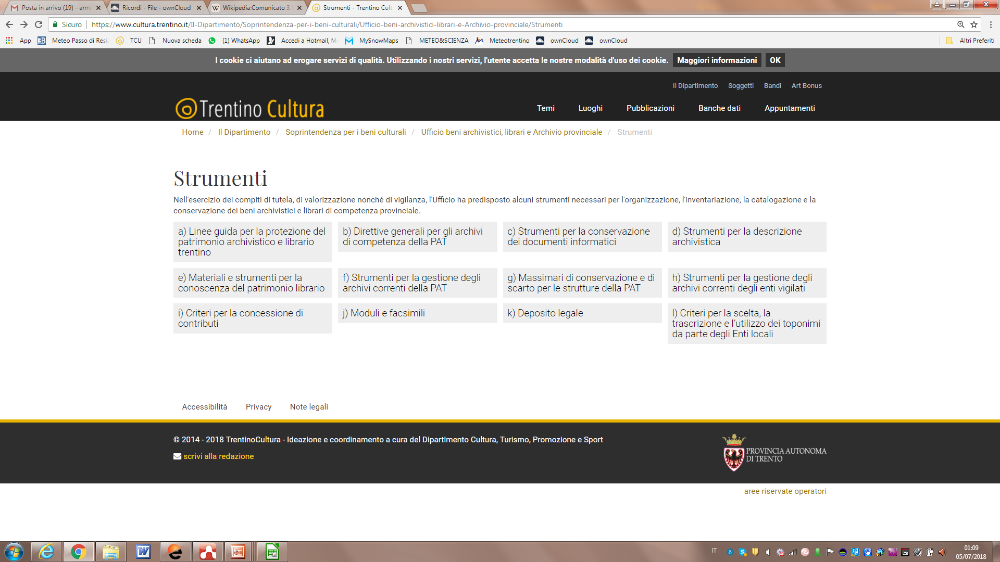 Posta in arrivo (19) - arma
Ricordi - File - ownCloud
Wikipedia:Comunicato 3
Strumenti - Trentino Cult
Sicuro
https://www.cultura.trentino.it/Il-Dipartimento/Soprintendenza-per-i-beni-culturali/Ufficio-beni-archivistici-librari-e-Archivio-provinciale/Strumenti
App
Meteo Passo di Resia
TCU
Nuova scheda
(1) WhatsApp
Accedi a Hotmail, M
MySnowMaps
METEO&SCIENZA
Meteotrentino
ownCloud
ownCloud
Altri Preferiti
I cookie ci aiutano ad erogare servizi di qualità. Utilizzando i nostri servizi, l'utente accetta le nostre modalità d'uso dei cookie.
Maggiori informazioni
OK
Il Dipartimento
Soggetti
Bandi
Art Bonus
Trentino Cultura
Temi
Luoghi
Pubblicazioni
Banche dati
Appuntamenti
Home / Il Dipartimento / Soprintendenza per i beni culturali / Ufficio beni archivistici, librari e Archivio provinciale / Strumenti
Strumenti
Nell'esercizio dei compiti di tutela, di valorizzazione nonché di vigilanza, l'Ufficio ha predisposto alcuni strumenti necessari per l'organizzazione, l'inventariazione, la catalogazione e la
conservazione dei beni archivistici e librari di competenza provinciale.
a) Linee guida per la protezione del
patrimonio archivistico e librario
trentino
b) Direttive generali per gli archivi
di competenza della PAT
c) Strumenti per la conservazione
dei documenti informatici
d) Strumenti per la descrizione
archivistica
e) Materiali e strumenti per la
conoscenza del patrimonio librario
f) Strumenti per la gestione degli
archivi correnti della PAT
g) Massimari di conservazione e di
scarto per le strutture della PAT
h) Strumenti per la gestione degli
archivi correnti degli enti vigilati
i) Criteri per la concessione di
contributi
j) Moduli e facsimili
k) Deposito legale
l) Criteri per la scelta, la
trascrizione e l'utilizzo dei toponimi
da parte degli Enti locali
Accessibilità
Privacy
Note legali
© 2014 - 2018 TrentinoCultura - Ideazione e coordinamento a cura del Dipartimento Cultura, Turismo, Promozione e Sport
scrivi alla redazione
PROVINCIA AUTONOMA
DI TRENTO
aree riservate operatori
IT
01:09
05/07/2018